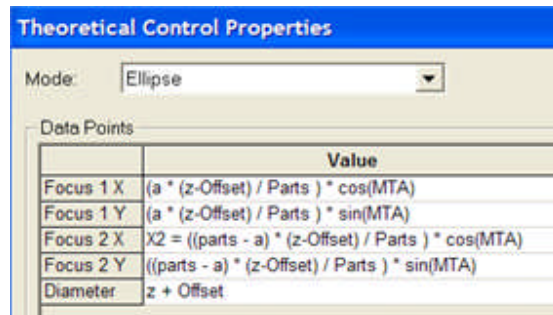 Theoretical Control Properties
Mode: Ellipse
Data Points
Value
Focus 1 X (a * (z-Offset) / Parts ) * cos(MTA)
Focus 1 Y (a * (z-Offset) / Parts ) * sin(MTA)
Focus 2 X X2 = ((parts - a) * (z-Offset) / Parts ) * cos(MTA)
Focus 2 Y ((parts - a) * (z-Offset) / Parts ) * sin(MTA)
Diameter z + Offset